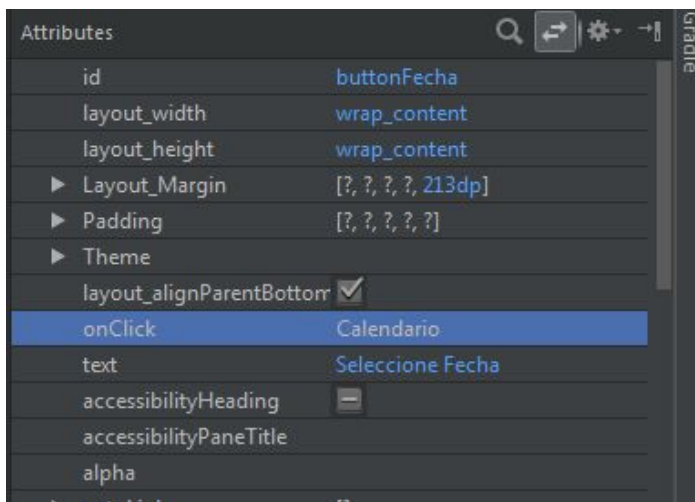 Attributes
Gradle
id buttonFecha
layout_width wrap_content
layout_height wrap_content
Layout_Margin [?, ?, ?, ?, 213dp]
Padding [?, ?, ?, ?, ?]
Theme
layout_alignParentBottom
onClick Calendario
text Seleccione Fecha
accessibilityHeading
accessibilityPaneTitle
alpha